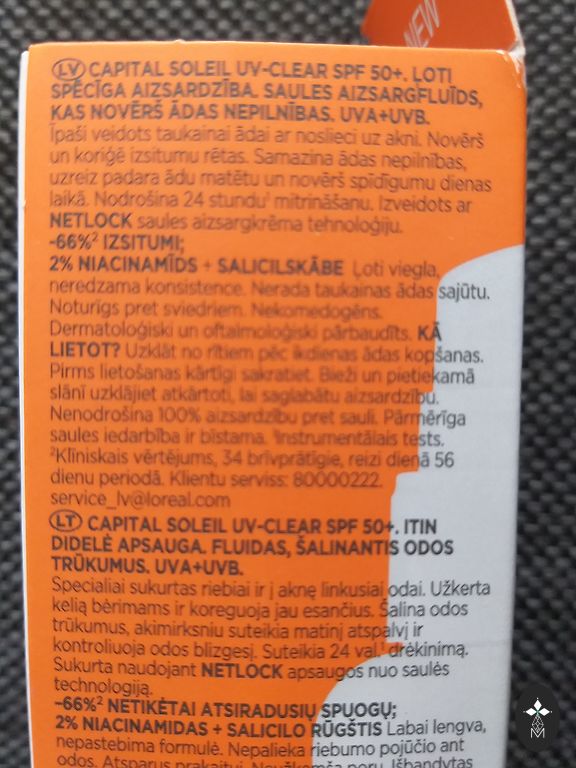 NEW
LV CAPITAL SOLEIL UV-CLEAR SPF 50+. ĻOTI
SPĒCĪGA AIZSARDZĪBA. SAULES AIZSARGFLUĪDS,
KAS NOVĒRŠ ĀDAS NEPILNĪBAS. UVA+UVB.
Īpaši veidots taukainai ādai ar noslieci uz akni. Novērš
un koriģē izsitumu rētas. Samazina ādas nepilnības,
uzreiz padara ādu matētu un novērš spīdīgumu dienas
laikā. Nodrošina 24 stundu¹ mitrināšanu. Izveidots ar
NETLOCK saules aizsargkrēma tehnoloģiju.
-66%² IZSITUMI;
2% NIACINAMĪDS + SALICILSKĀBE Ļoti viegla,
neredzama konsistence. Nerada taukainas ādas sajūtu.
Noturīgs pret sviedriem. Nekomedogēns.
Dermatoloģiski un oftalmoloģiski pārbaudīts. KĀ
LIETOT? Uzklāt no rītiem pēc ikdienas ādas kopšanas.
Pirms lietošanas kārtīgi sakratiet. Bieži un pietiekamā
slānī uzklājiet atkārtoti, lai saglabātu aizsardzību.
Nenodrošina 100% aizsardzību pret sauli. Pārmērīga
saules iedarbība ir bīstama. ¹Instrumentālais tests.
²Klīniskais vērtējums, 34 brīvprātīgie, reizi dienā 56
dienu periodā. Klientu serviss: 80000222.
service_lv@loreal.com
LT CAPITAL SOLEIL UV-CLEAR SPF 50+. ITIN
DIDELĖ APSAUGA. FLUIDAS, ŠALINANTIS ODOS
TRŪKUMUS. UVA+UVB.
Specialiai sukurtas riebiai ir į aknę linkusiai odai. Užkerta
kelią bėrimams ir koreguoja jau esančius. Šalina odos
trūkumus, akimirksniu suteikia matinį atspalvį ir
kontroliuoja odos blizgesį. Suteikia 24 val.¹ drėkinimą.
Sukurta naudojant NETLOCK apsaugos nuo saulės
technologiją.
-66%² NETIKĖTAI ATSIRADUSIŲ SPUOGŲ;
2% NIACINAMIDAS + SALICILO RŪGŠTIS Labai lengva,
nepastebima formulė. Nepalieka riebumo pojūčio ant
odos. Atsparus prakaitui. Neužkemša porų. Išbandytas
M